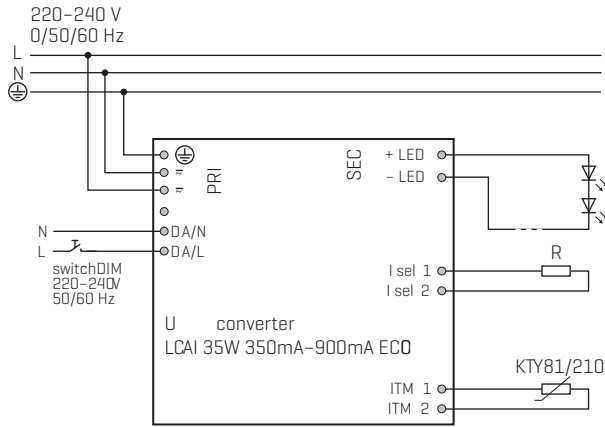 220–240 V
0/50/60 Hz
L
N
PRI
SEC
+ LED
– LED
N
DA/N
L
DA/L
switchDIM
220–240V
50/60 Hz
I sel 1
I sel 2
R
U converter
LCAI 35W 350mA–900mA ECO
KTY81/210
ITM 1
ITM 2